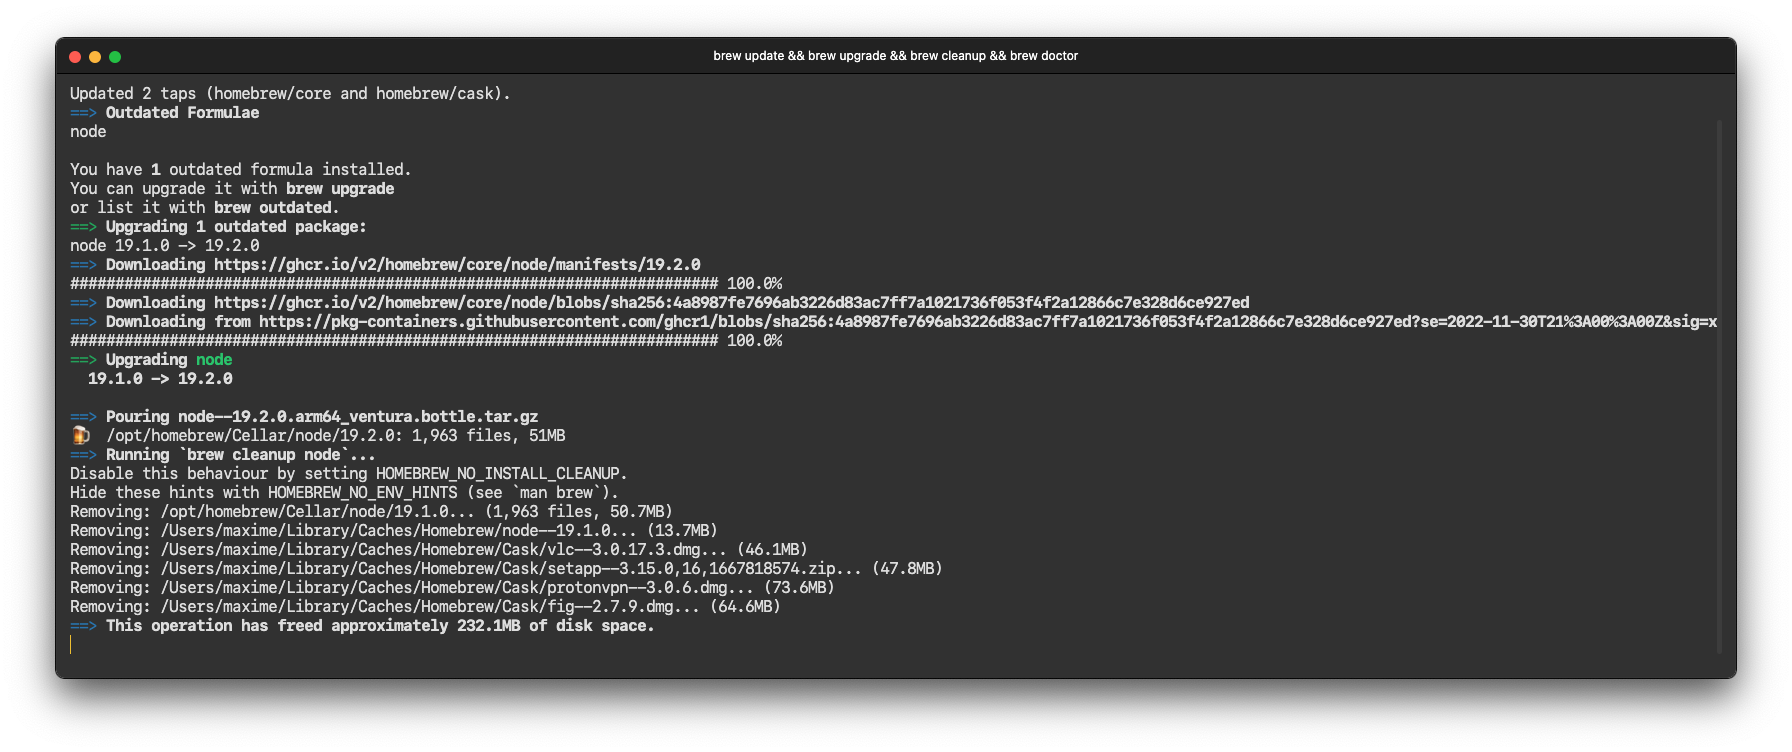 brew update && brew upgrade && brew cleanup && brew doctor
Updated 2 taps (homebrew/core and homebrew/cask).
==> Outdated Formulae
node
You have 1 outdated formula installed.
You can upgrade it with brew upgrade
or list it with brew outdated.
==> Upgrading 1 outdated package:
node 19.1.0 -> 19.2.0
==> Downloading https://ghcr.io/v2/homebrew/core/node/manifests/19.2.0
######################################################################## 100.0%
==> Downloading https://ghcr.io/v2/homebrew/core/node/blobs/sha256:4a8987fe7696ab3226d83ac7ff7a1021736f053f4f2a12866c7e328d6ce927ed
==> Downloading from https://pkg-containers.githubusercontent.com/ghcr1/blobs/sha256:4a8987fe7696ab3226d83ac7ff7a1021736f053f4f2a12866c7e328d6ce927ed?se=2022-11-30T21%3A00%3A00Z&sig=x
######################################################################## 100.0%
==> Upgrading node
19.1.0 -> 19.2.0
==> Pouring node--19.2.0.arm64_ventura.bottle.tar.gz
🍺 /opt/homebrew/Cellar/node/19.2.0: 1,963 files, 51MB
==> Running `brew cleanup node`...
Disable this behaviour by setting HOMEBREW_NO_INSTALL_CLEANUP.
Hide these hints with HOMEBREW_NO_ENV_HINTS (see `man brew`).
Removing: /opt/homebrew/Cellar/node/19.1.0... (1,963 files, 50.7MB)
Removing: /Users/maxime/Library/Caches/Homebrew/node--19.1.0... (13.7MB)
Removing: /Users/maxime/Library/Caches/Homebrew/Cask/vlc--3.0.17.3.dmg... (46.1MB)
Removing: /Users/maxime/Library/Caches/Homebrew/Cask/setapp--3.15.0,16,1667818574.zip... (47.8MB)
Removing: /Users/maxime/Library/Caches/Homebrew/Cask/protonvpn--3.0.6.dmg... (73.6MB)
Removing: /Users/maxime/Library/Caches/Homebrew/Cask/fig--2.7.9.dmg... (64.6MB)
==> This operation has freed approximately 232.1MB of disk space.